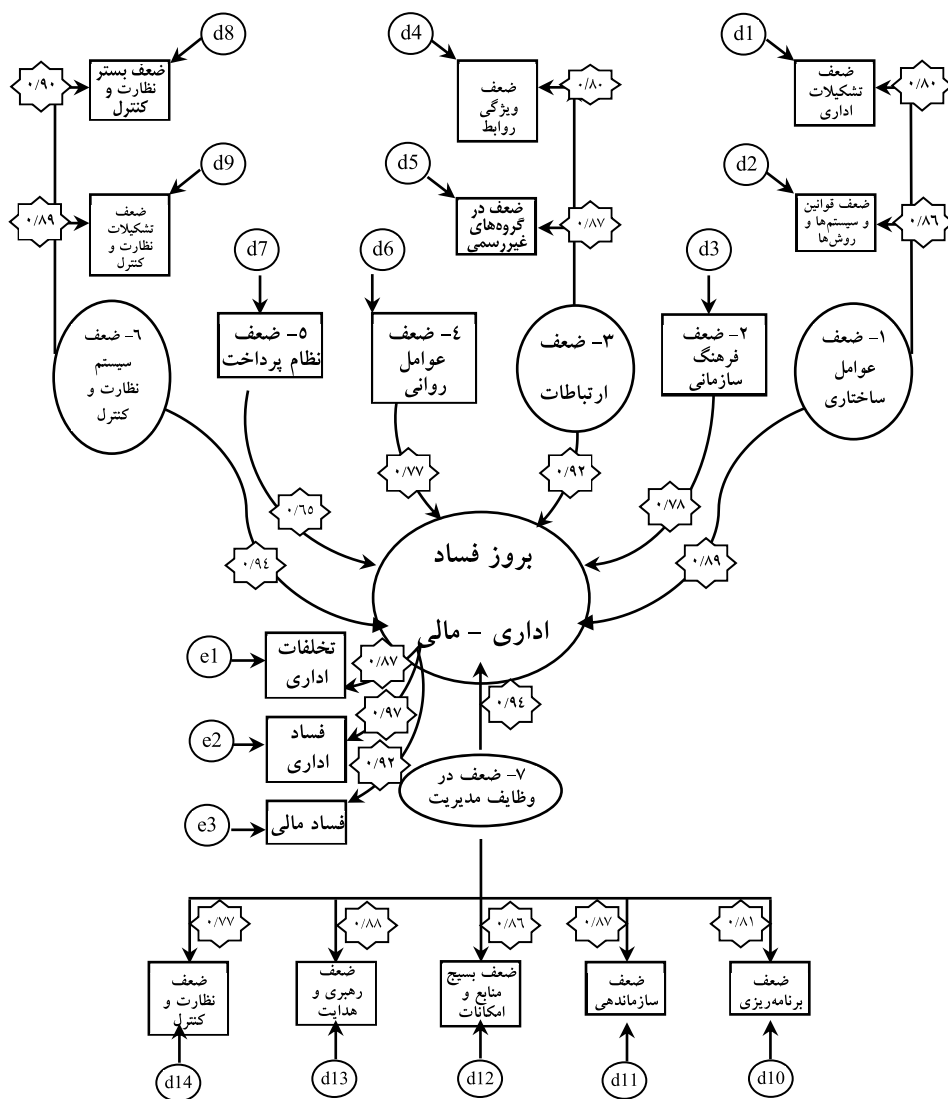 d1
d4
d8
ضعف
تشکیلات
اداری
۰/۸۰
ضعف
ویژگی
روابط
۰/۸۰
ضعف بستر
نظارت و
کنترل
۰/۹۰
d2
d5
d9
ضعف قوانین
و سیستم‌ها و
روش‌ها
۰/۸۶
ضعف در
گروه‌های
غیررسمی
۰/۸۷
ضعف
تشکیلات
نظارت و
کنترل
۰/۸۹
d3
d6
d7
۱- ضعف
عوامل
ساختاری
۲- ضعف
فرهنگ
سازمانی
۳- ضعف
ارتباطات
۴- ضعف
عوامل
روانی
۵- ضعف
نظام پرداخت
۶- ضعف
سیستم
نظارت و
کنترل
۰/۸۹
۰/۷۸
۰/۹۲
۰/۷۷
۰/۶۵
۰/۹۴
بروز فساد
اداری - مالی
۰/۸۷
تخلفات
اداری
e1
۰/۹۷
فساد
اداری
e2
۰/۹۲
فساد مالی
e3
۰/۹۴
۷- ضعف در
وظایف مدیریت
۰/۸۱
۰/۸۷
۰/۸۶
۰/۸۸
۰/۷۷
ضعف
برنامه‌ریزی
ضعف
سازماندهی
ضعف بسیج
منابع و
امکانات
ضعف
رهبری و
هدایت
ضعف
نظارت و
کنترل
d10
d11
d12
d13
d14